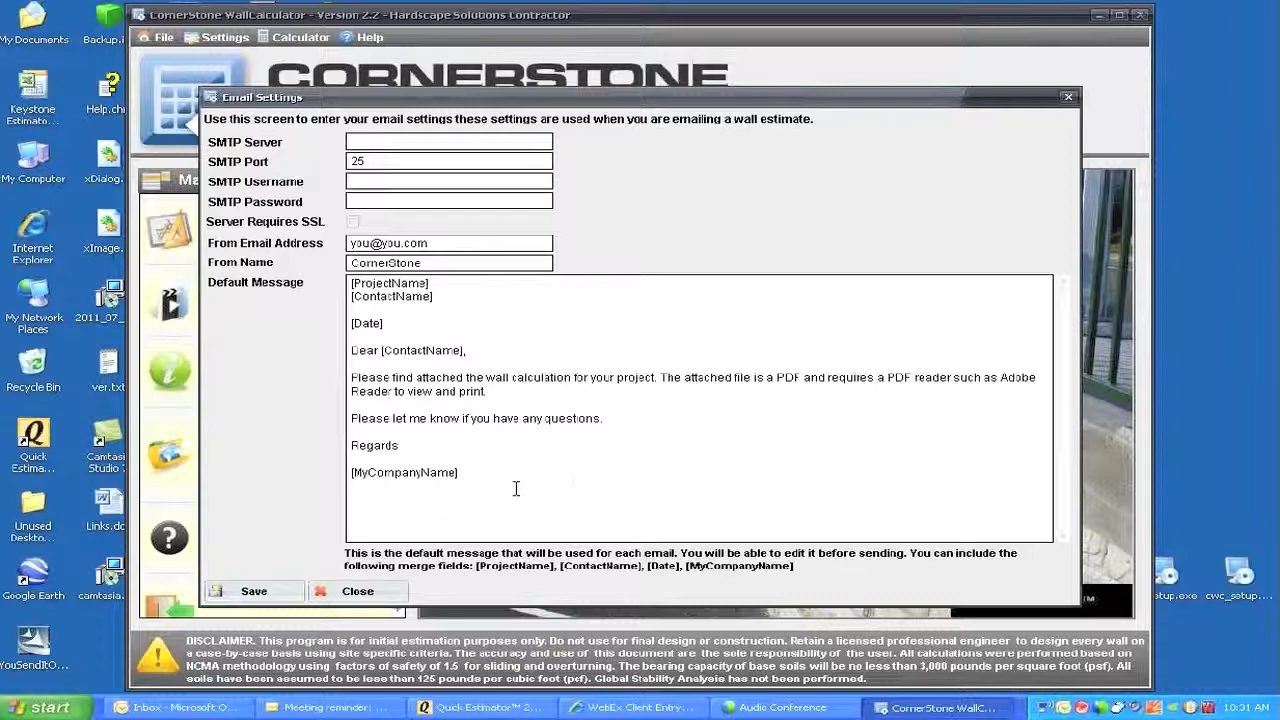 CornerStone WallCalculator - Version 2.2 - Hardscape Solutions Contractor
File Settings Calculator Help
CORNERSTONE
Email Settings
Use this screen to enter your email settings these settings are used when you are emailing a wall estimate.
SMTP Server
SMTP Port 25
SMTP Username
SMTP Password
Server Requires SSL
From Email Address you@you.com
From Name CornerStone
Default Message
[ProjectName]
[ContactName]
[Date]
Dear [ContactName],
Please find attached the wall calculation for your project. The attached file is a PDF and requires a PDF reader such as Adobe
Reader to view and print.
Please let me know if you have any questions.
Regards
[MyCompanyName]
This is the default message that will be used for each email. You will be able to edit it before sending. You can include the
following merge fields: [ProjectName], [ContactName], [Date], [MyCompanyName]
Save Close
DISCLAIMER. This program is for initial estimation purposes only. Do not use for final design or construction. Retain a licensed professional engineer to design every wall on
a case-by-case basis using site specific criteria. The accuracy and use of this document are the sole responsibility of the user. All calculations were performed based on
NCMA methodology using factors of safety of 1.5 for sliding and overturning. The bearing capacity of base soils will be no less than 3,000 pounds per square foot (psf). All
soils have been assumed to be less than 125 pounds per cubic foot (pcf). Global Stability Analysis has not been performed.
My Documents
Backup.
Keystone
Estimato...
Help.ch
My Computer
xDialog.
Internet
Explorer
xImage.
My Network
Places
2011_07_
Recycle Bin
ver.txt
Quick
Estima...
Camtasia
Studio
Unused
Deskto...
Links.dc
Google Earth
camtasia
YouSendItO...
etup.exe
cwc_setup...
start
Inbox - Microsoft O...
Meeting reminder: ...
Quick Estimator™ 2...
WebEx Client Entry...
Audio Conference
CornerStone WallC...
10:31 AM